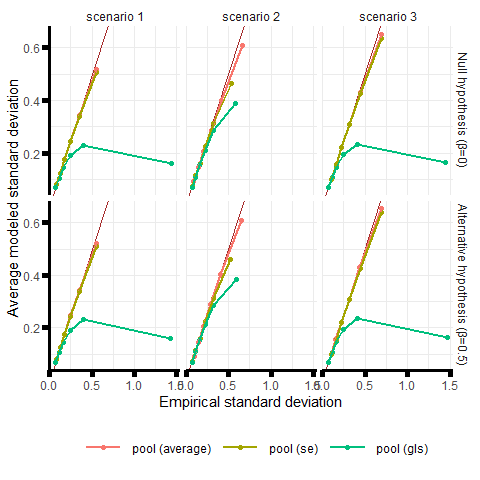 scenario 1
scenario 2
scenario 3
0.6
0.4
0.2
Null hypothesis (β=0)
0.6
0.4
0.2
Alternative hypothesis (β=0.5)
Average modeled standard deviation
0.0 0.5 1.0 1.5
0.0 0.5 1.0 1.5
0.0 0.5 1.0 1.5
Empirical standard deviation
pool (average)
pool (se)
pool (gls)